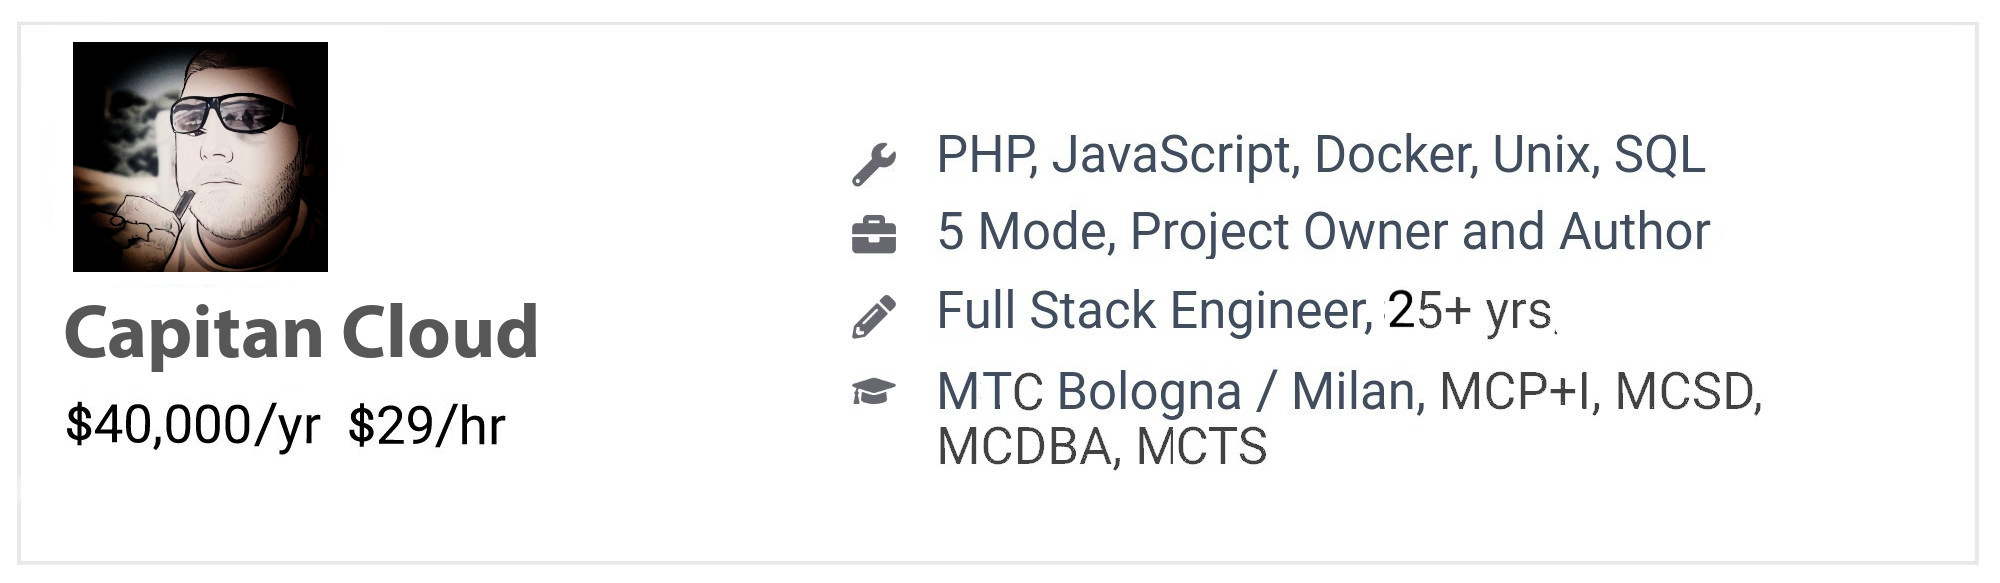 Capitan Cloud
$40,000/yr $29/hr
PHP, JavaScript, Docker, Unix, SQL
5 Mode, Project Owner and Author
Full Stack Engineer, 25+ yrs
MTC Bologna / Milan, MCP+I, MCSD,
MCDBA, MCTS